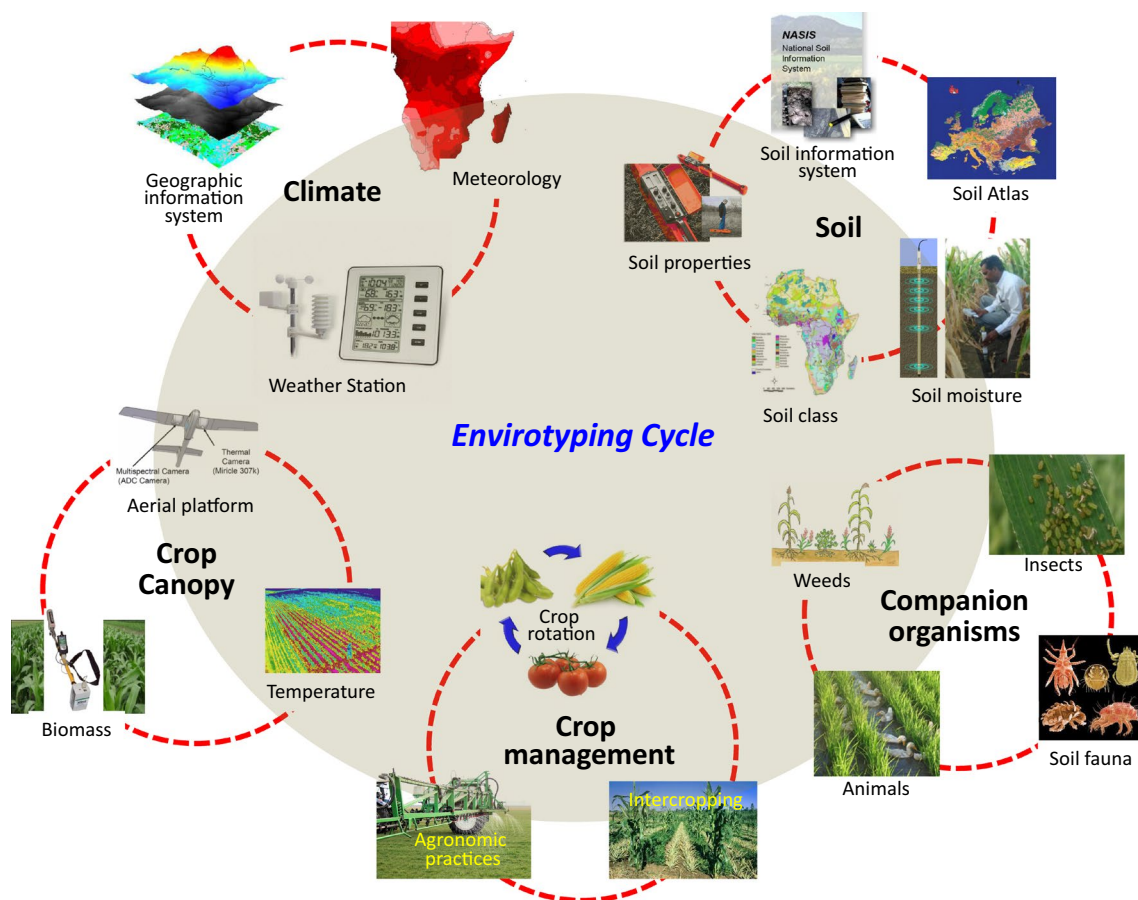 NASIS
National Soil
Information
System
Geographic
information
system
Climate
Meteorology
Soil information
system
Soil Atlas
Soil
Soil properties
Weather Station
Soil class
Soil moisture
Envirotyping Cycle
Thermal
Camera
(Miricle 307k)
Multispectral Camera
(ADC Camera)
Aerial platform
Crop
Canopy
Temperature
Biomass
Crop
rotation
Crop
management
Agronomic
practices
Intercropping
Weeds
Insects
Companion
organisms
Animals
Soil fauna